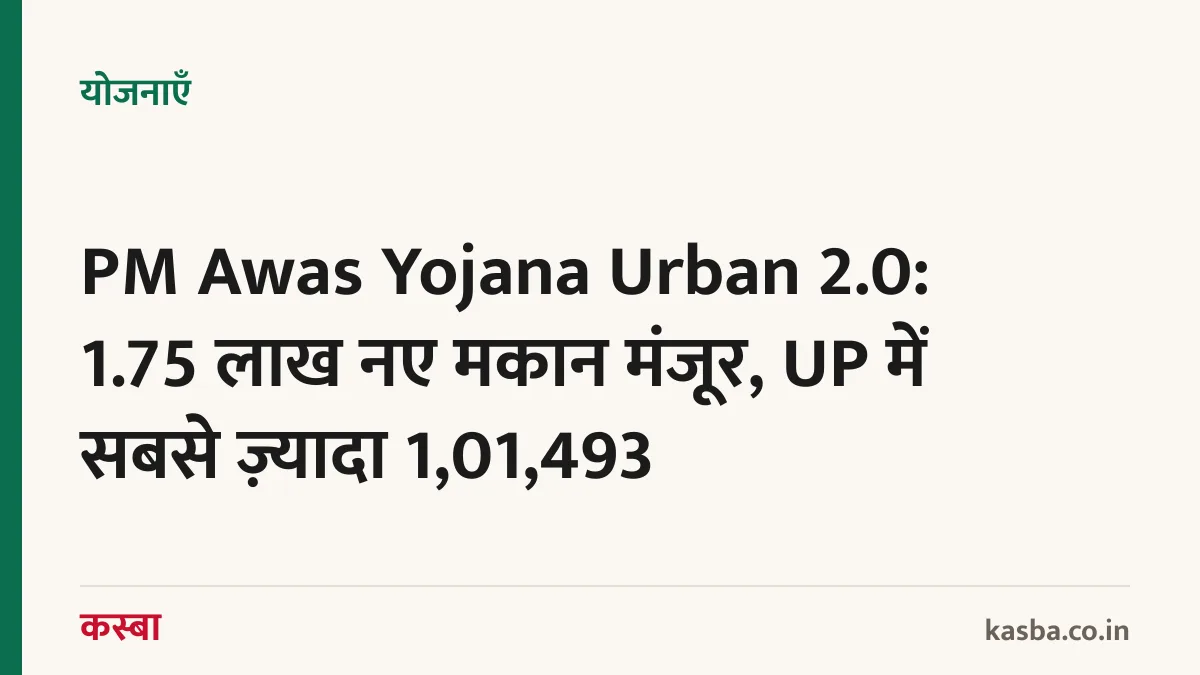 योजनाएँ
PM Awas Yojana Urban 2.0:
1.75 लाख नए मकान मंजूर, UP में
सबसे ज़्यादा 1,01,493
कस्बा
kasba.co.in